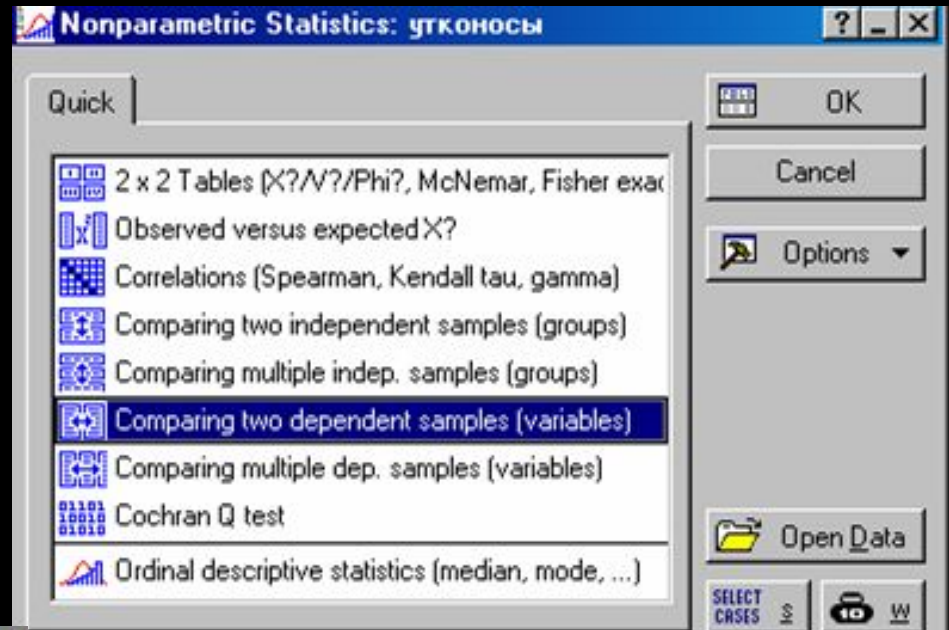 Nonparametric Statistics: утконосы
Quick
2 x 2 Tables (X?/V?/Phi?, McNemar, Fisher exac
Observed versus expected X?
Correlations (Spearman, Kendall tau, gamma)
Comparing two independent samples (groups)
Comparing multiple indep. samples (groups)
Comparing two dependent samples (variables)
Comparing multiple dep. samples (variables)
Cochran Q test
Ordinal descriptive statistics (median, mode, ...)
OK
Cancel
Options
Open Data
SELECT
CASES S
W